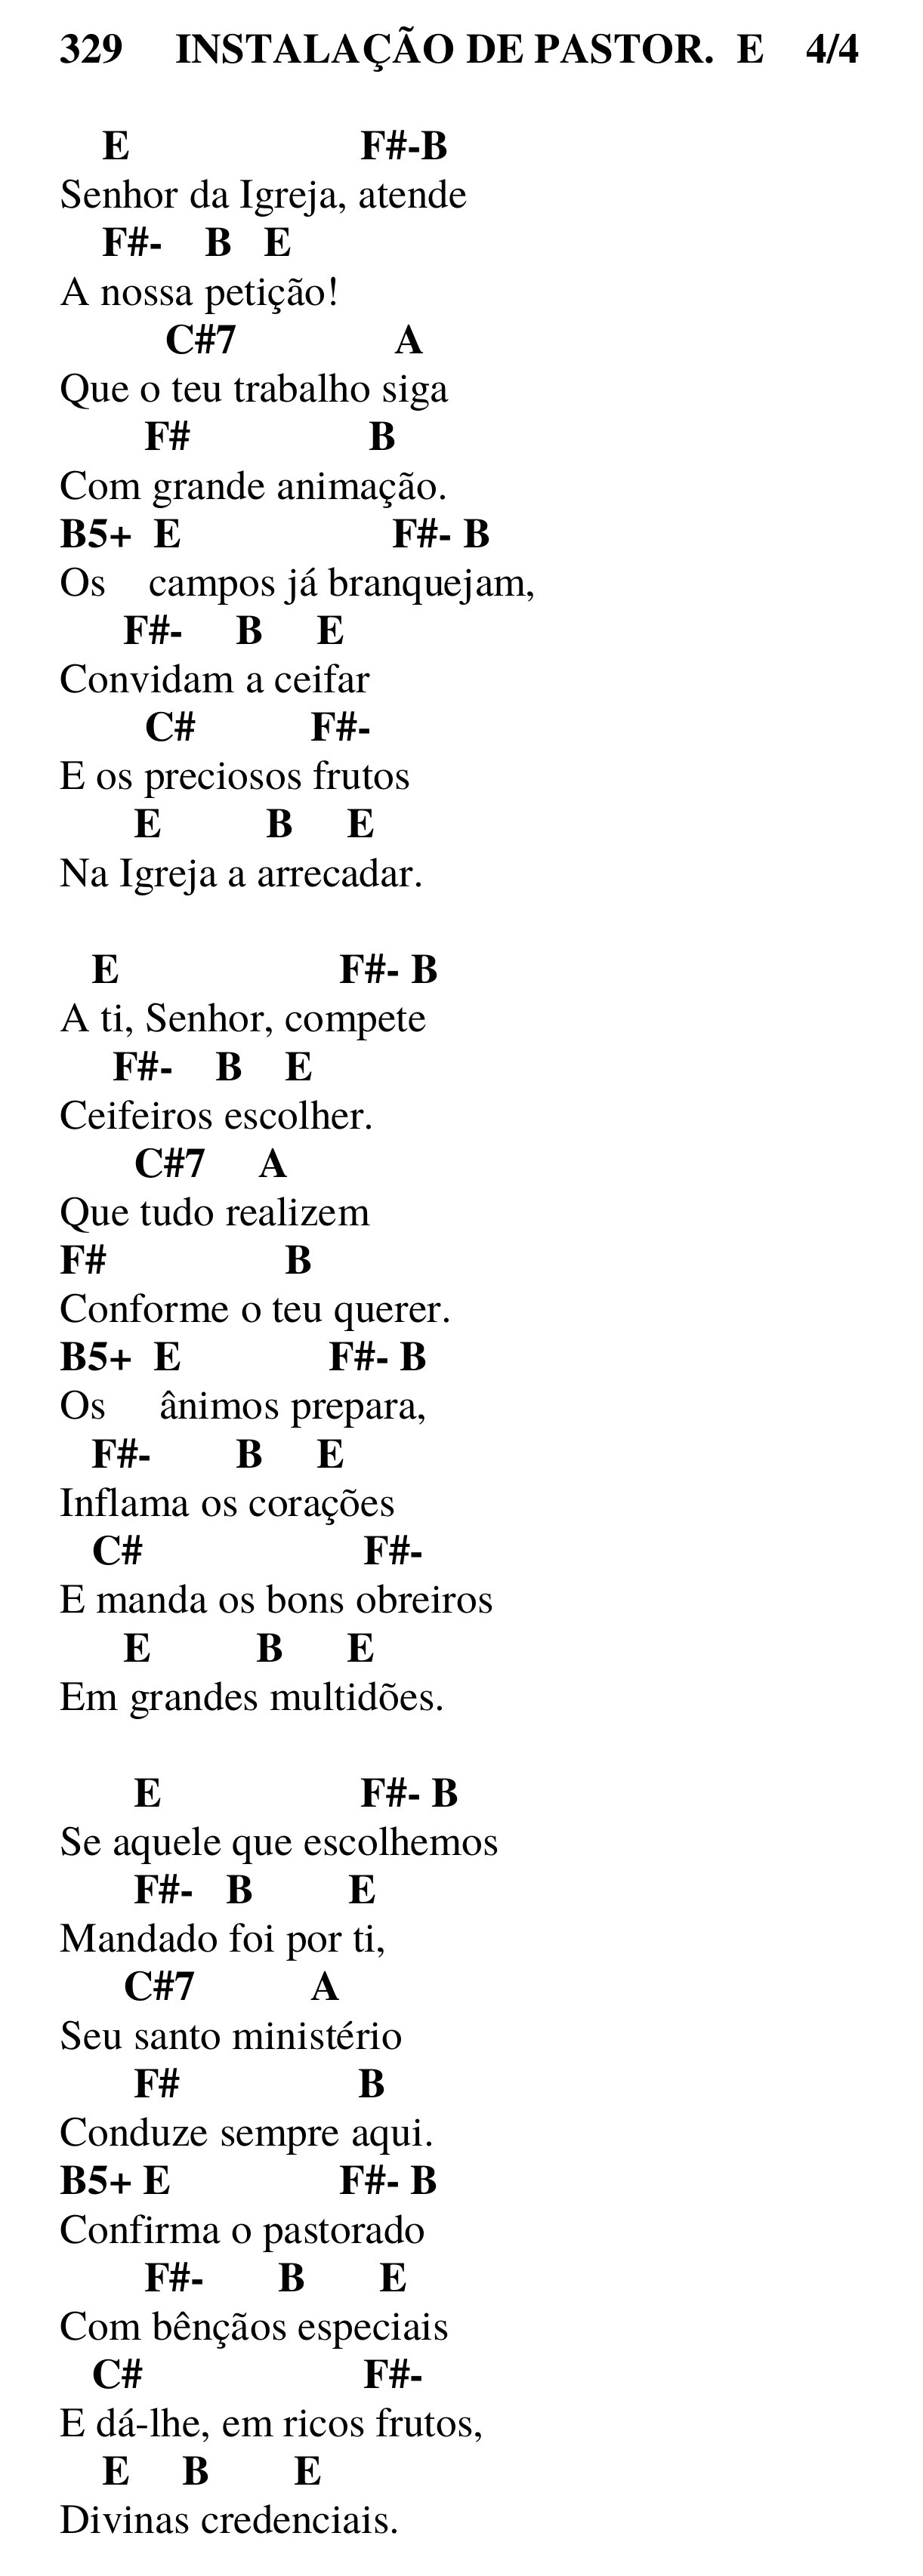 329 INSTALAÇÃO DE PASTOR. E 4/4
E F#-B
Senhor da Igreja, atende
F#- B E
A nossa petição!
C#7 A
Que o teu trabalho siga
F# B
Com grande animação.
B5+ E F#- B
Os campos já branquejam,
F#- B E
Convidam a ceifar
C# F#-
E os preciosos frutos
E B E
Na Igreja a arrecadar.
E F#- B
A ti, Senhor, compete
F#- B E
Ceifeiros escolher.
C#7 A
Que tudo realizem
F# B
Conforme o teu querer.
B5+ E F#- B
Os ânimos prepara,
F#- B E
Inflama os corações
C# F#-
E manda os bons obreiros
E B E
Em grandes multidões.
E F#- B
Se aquele que escolhemos
F#- B E
Mandado foi por ti,
C#7 A
Seu santo ministério
F# B
Conduze sempre aqui.
B5+ E F#- B
Confirma o pastorado
F#- B E
Com bênçãos especiais
C# F#-
E dá-lhe, em ricos frutos,
E B E
Divinas credenciais.